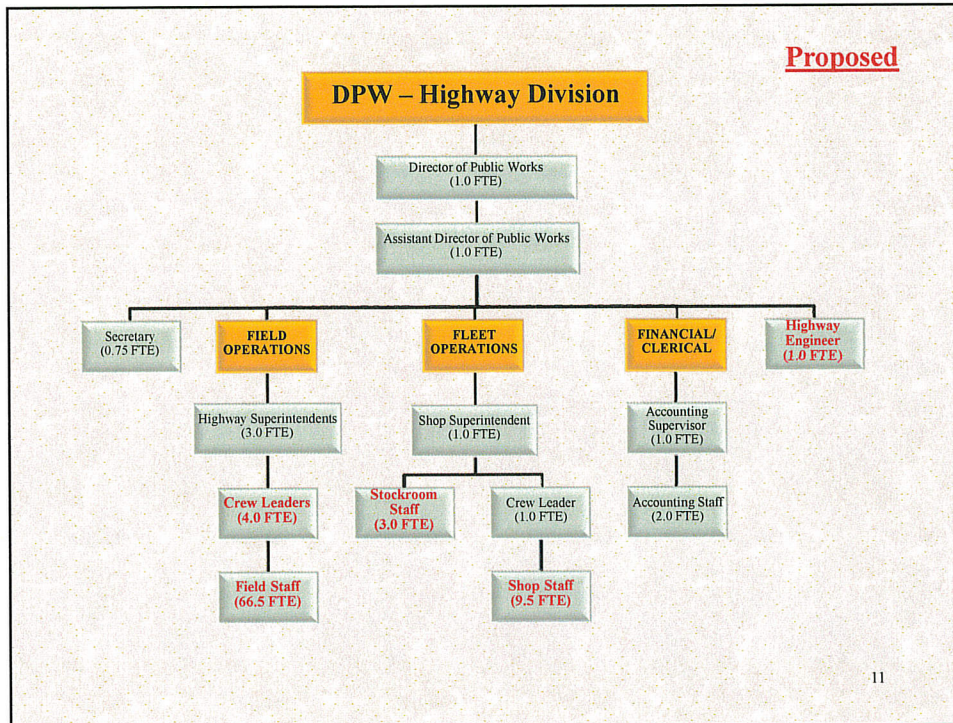 Proposed
DPW – Highway Division
Director of Public Works
(1.0 FTE)
Assistant Director of Public Works
(1.0 FTE)
Secretary
(0.75 FTE)
FIELD
OPERATIONS
FLEET
OPERATIONS
FINANCIAL/
CLERICAL
Highway
Engineer
(1.0 FTE)
Highway Superintendents
(3.0 FTE)
Shop Superintendent
(1.0 FTE)
Accounting
Supervisor
(1.0 FTE)
Crew Leaders
(4.0 FTE)
Stockroom
Staff
(3.0 FTE)
Crew Leader
(1.0 FTE)
Accounting Staff
(2.0 FTE)
Field Staff
(66.5 FTE)
Shop Staff
(9.5 FTE)
11